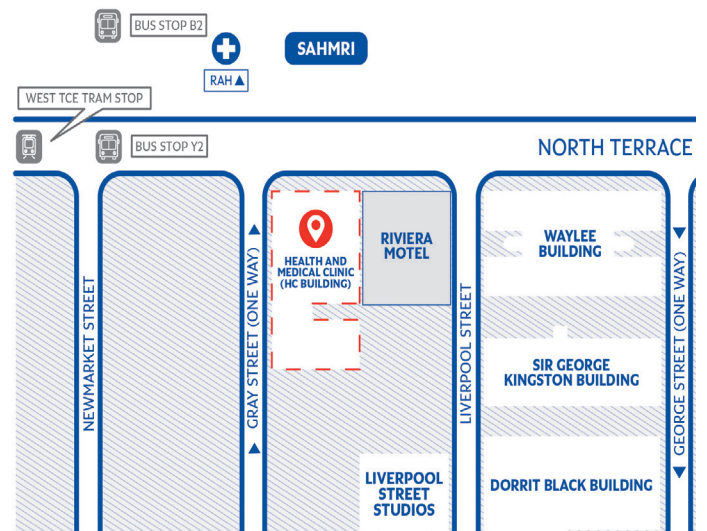 BUS STOP B2
SAHMRI
RAH
WEST TCE TRAM STOP
BUS STOP Y2
NORTH TERRACE
NEWMARKET STREET
GRAY STREET (ONE WAY)
HEALTH AND
MEDICAL CLINIC
(HC BUILDING)
RIVIERA
MOTEL
LIVERPOOL STREET
WAYLEE
BUILDING
SIR GEORGE
KINGSTON BUILDING
GEORGE STREET (ONE WAY)
LIVERPOOL
STREET
STUDIOS
DORRIT BLACK BUILDING